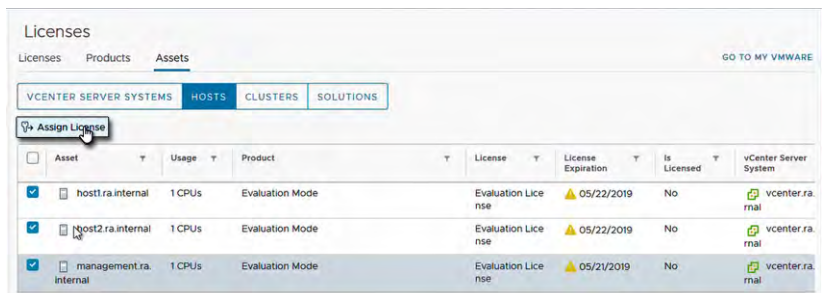 Licenses
Licenses Products Assets GO TO MY VMWARE
VCENTER SERVER SYSTEMS HOSTS CLUSTERS SOLUTIONS
Assign License
Asset Usage Product License License Expiration Is Licensed vCenter Server System
host1.ra.internal 1 CPUs Evaluation Mode Evaluation Lice 05/22/2019 No vcenter.ra.
nse rnal
host2.ra.internal 1 CPUs Evaluation Mode Evaluation Lice 05/22/2019 No vcenter.ra.
nse rnal
management.ra. 1 CPUs Evaluation Mode Evaluation Lice 05/21/2019 No vcenter.ra.
internal nse rnal